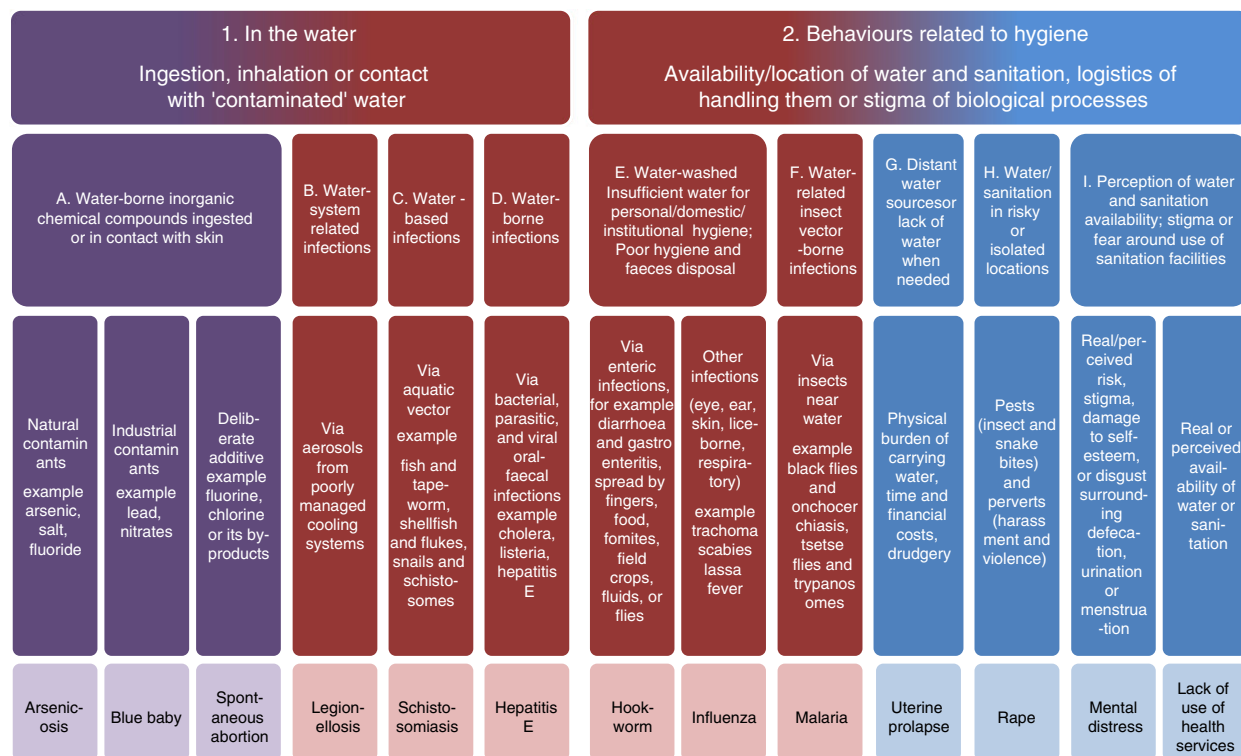 1. In the water
Ingestion, inhalation or contact
with 'contaminated' water
2. Behaviours related to hygiene
Availability/location of water and sanitation, logistics of
handling them or stigma of biological processes
A. Water-borne inorganic
chemical compounds ingested
or in contact with skin
B. Water-
system
related
infections
C. Water -
based
infections
D. Water-
borne
infections
E. Water-washed
Insufficient water for
personal/domestic/
institutional hygiene;
Poor hygiene and
faeces disposal
F. Water-
related
insect
vector
-borne
infections
G. Distant
water
sourcesor
lack of
water
when
needed
H. Water/
sanitation
in risky
or
isolated
locations
I. Perception of water
and sanitation
availability; stigma or
fear around use of
sanitation facilities
Natural
contamin
ants
example
arsenic,
salt,
fluoride
Industrial
contamin
ants
example
lead,
nitrates
Delib-
erate
additive
example
fluorine,
chlorine
or its by-
products
Via
aerosols
from
poorly
managed
cooling
systems
Via
aquatic
vector
example
fish and
tape-
worm,
shellfish
and flukes,
snails and
schisto-
somes
Via
bacterial,
parasitic,
and viral
oral-
faecal
infections
example
cholera,
listeria,
hepatitis
E
Via
enteric
infections,
for example
diarrhoea
and gastro
enteritis,
spread by
fingers,
food,
fomites,
field
crops,
fluids, or
flies
Other
infections
(eye, ear,
skin, lice-
borne,
respira-
tory)
example
trachoma
scabies
lassa
fever
Via
insects
near
water
example
black flies
and
onchocer
chiasis,
tsetse
flies and
trypanos
omes
Physical
burden of
carrying
water,
time and
financial
costs,
drudgery
Pests
(insect and
snake
bites) and
perverts
(harass
ment and
violence)
Real/per-
ceived
risk,
stigma,
damage
to self-
esteem,
or disgust
surround-
ing
defeca-
tion,
urination
or
menstrua
-tion
Real or
perceived
avail-
ability of
water or
sani-
tation
Arsenic-
osis
Blue baby
Spont-
aneous
abortion
Legion-
ellosis
Schisto-
somiasis
Hepatitis
E
Hook-
worm
Influenza
Malaria
Uterine
prolapse
Rape
Mental
distress
Lack of
use of
health
services